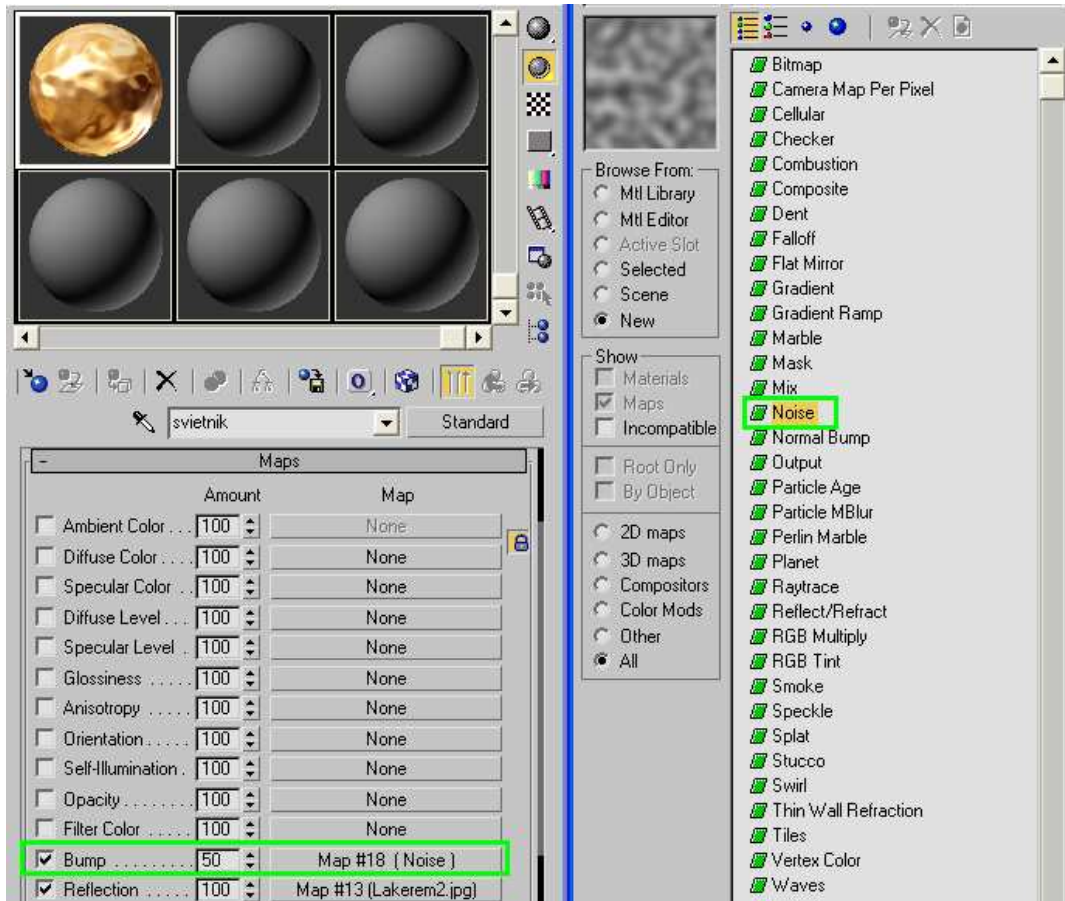 svietnik
Standard
-
Maps
Amount
Map
Ambient Color . . . 100 None
Diffuse Color . . . . 100 None
Specular Color . . 100 None
Diffuse Level . . . 100 None
Specular Level . 100 None
Glossiness . . . . . 100 None
Anisotropy . . . . . 100 None
Orientation . . . . . 100 None
Self-Illumination . 100 None
Opacity . . . . . . . . 100 None
Filter Color . . . . . 100 None
Bump . . . . . . . . . 50 Map #18 ( Noise )
Reflection . . . . . 100 Map #13 (Lakerem2.jpg)
Browse From:
Mtl Library
Mtl Editor
Active Slot
Selected
Scene
New
Show
Materials
Maps
Incompatible
Root Only
By Object
2D maps
3D maps
Compositors
Color Mods
Other
All
Bitmap
Camera Map Per Pixel
Cellular
Checker
Combustion
Composite
Dent
Falloff
Flat Mirror
Gradient
Gradient Ramp
Marble
Mask
Mix
Noise
Normal Bump
Output
Particle Age
Particle MBlur
Perlin Marble
Planet
Raytrace
Reflect/Refract
RGB Multiply
RGB Tint
Smoke
Speckle
Splat
Stucco
Swirl
Thin Wall Refraction
Tiles
Vertex Color
Waves